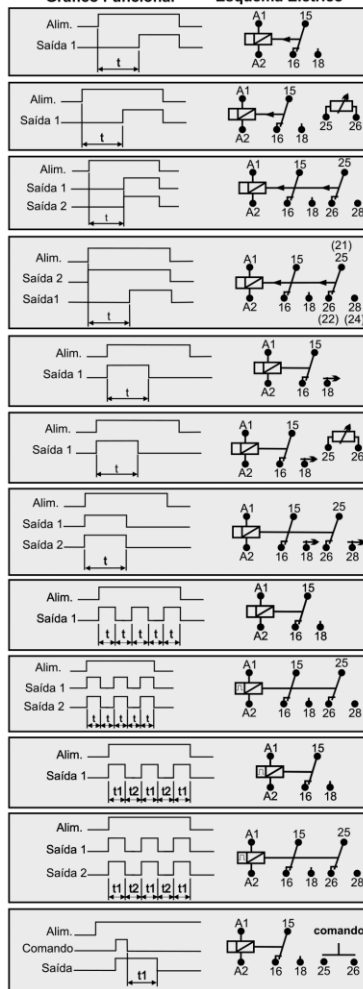 Gráfico Funcional Esquema Elétrico
Alim.
Saída 1
t
A1 15
A2 16 18
Alim.
Saída 1
t
A1 15
A2 16 18 25 26
Alim.
Saída 1
Saída 2
t
A1 15 25
A2 16 18 26 28
Alim.
Saída 2
Saída1
t
(21)
A1 15 25
A2 16 18 26 28
(22) (24)
Alim.
Saída 1
t
A1 15
A2 16 18
Alim.
Saída 1
t
A1 15
A2 16 18 25 26
Alim.
Saída 1
Saída 2
t
A1 15 25
A2 16 18 26 28
Alim.
Saída 1
t t t t t
A1 15
A2 16 18
Alim.
Saída 1
Saída 2
t t t t t
A1 15 25
A2 16 18 26 28
Alim.
Saída 1
t1 t2 t1 t2 t1
A1 15
A2 16 18
Alim.
Saída 1
Saída 2
t1 t2 t1 t2 t1
A1 15 25
A2 16 18 26 28
Alim.
Comando
Saída
t1
A1 15 comando
A2 16 18 25 26